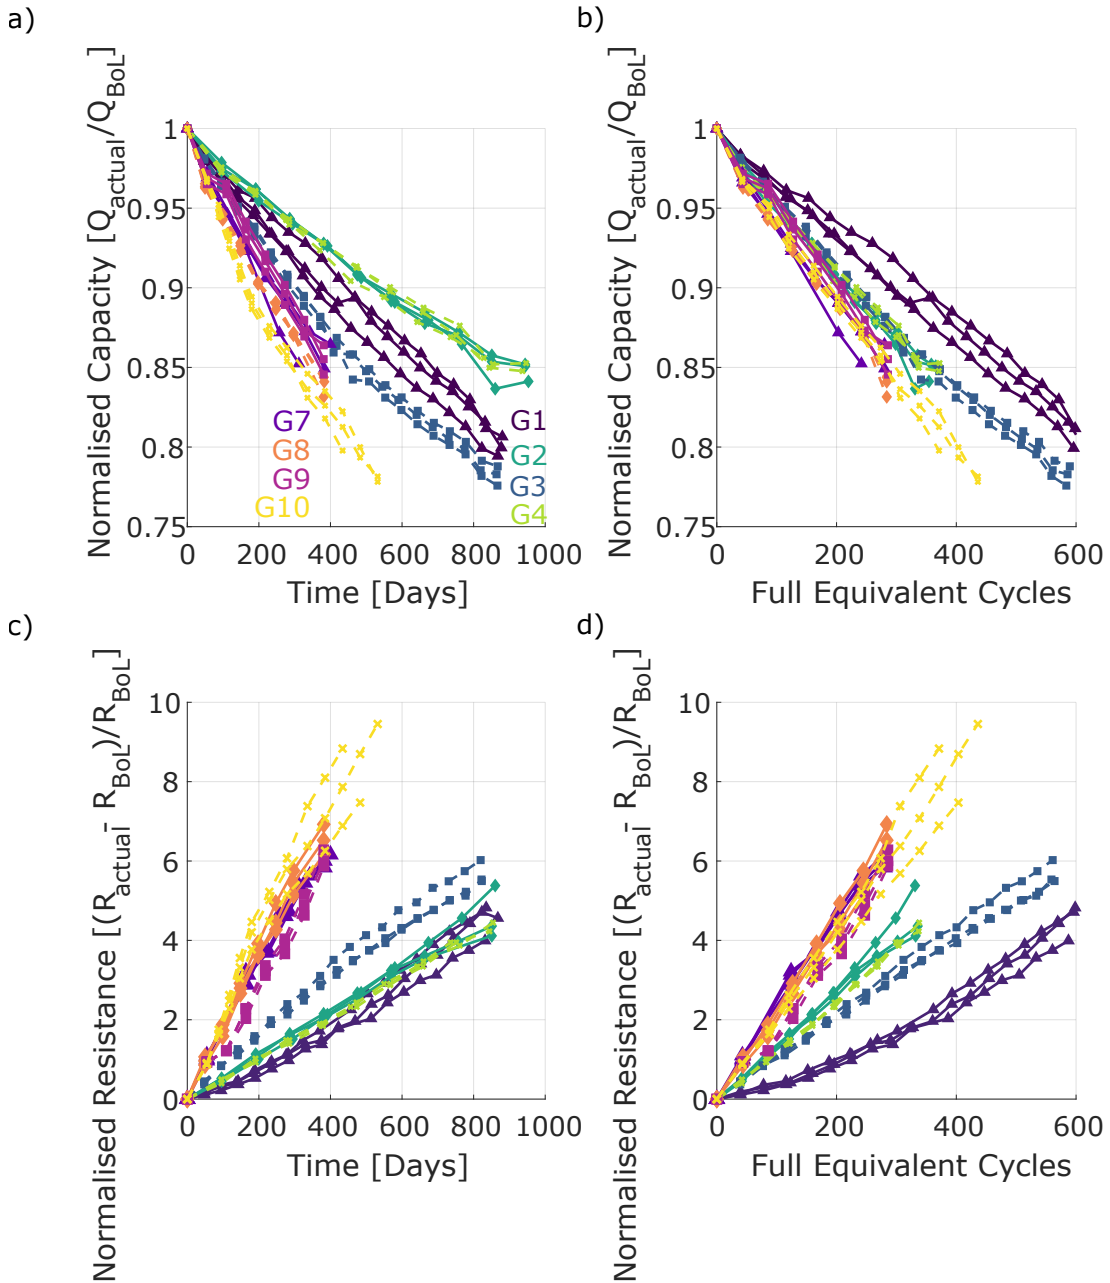 a)
b)
Normalised Capacity [Q_actual/Q_BoL]
1
0.95
0.9
0.85
0.8
0.75
G7
G8
G9
G10
G1
G2
G3
G4
0 200 400 600 800 1000
Time [Days]
Normalised Capacity [Q_actual/Q_BoL]
1
0.95
0.9
0.85
0.8
0.75
0 200 400 600
Full Equivalent Cycles
c)
d)
Normalised Resistance [(R_actual- R_BoL)/R_BoL]
10
8
6
4
2
0
0 200 400 600 800 1000
Time [Days]
Normalised Resistance [(R_actual- R_BoL)/R_BoL]
10
8
6
4
2
0
0 200 400 600
Full Equivalent Cycles